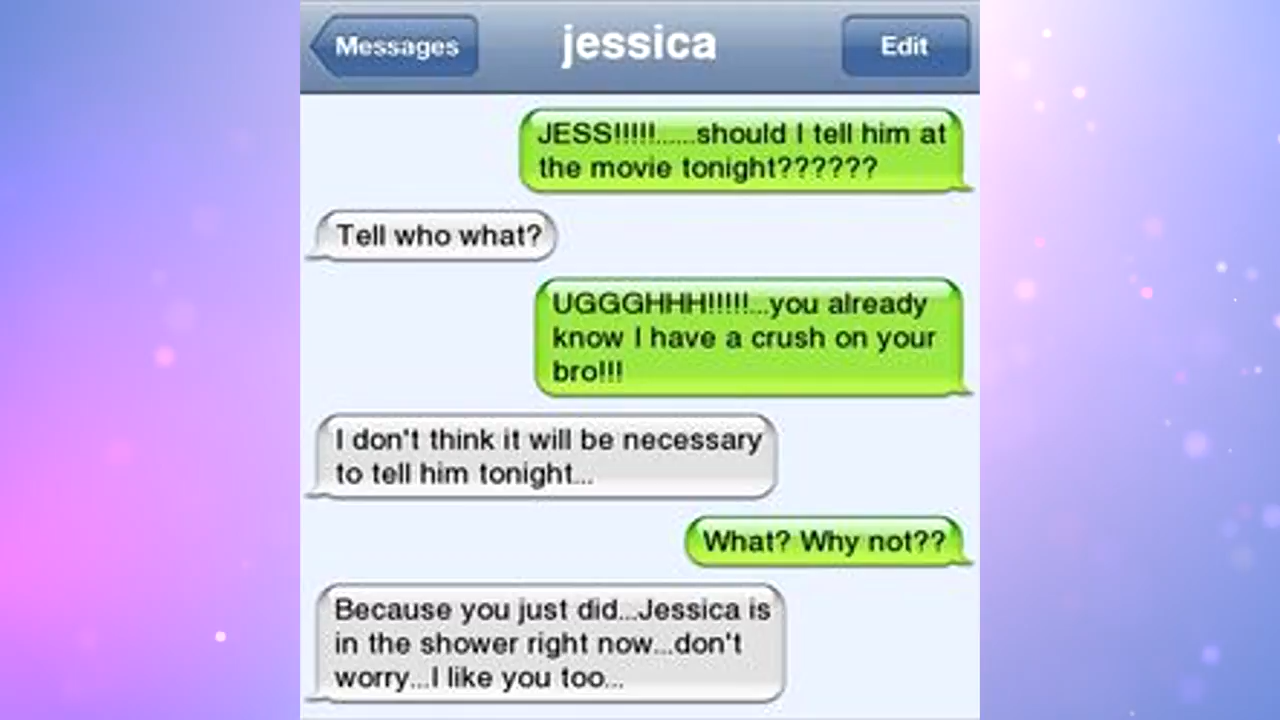 Messages
jessica
Edit
JESS!!!!!......should I tell him at
the movie tonight??????
Tell who what?
UGGGHHH!!!!!...you already
know I have a crush on your
bro!!!
I don't think it will be necessary
to tell him tonight...
What? Why not??
Because you just did...Jessica is
in the shower right now...don't
worry...I like you too...